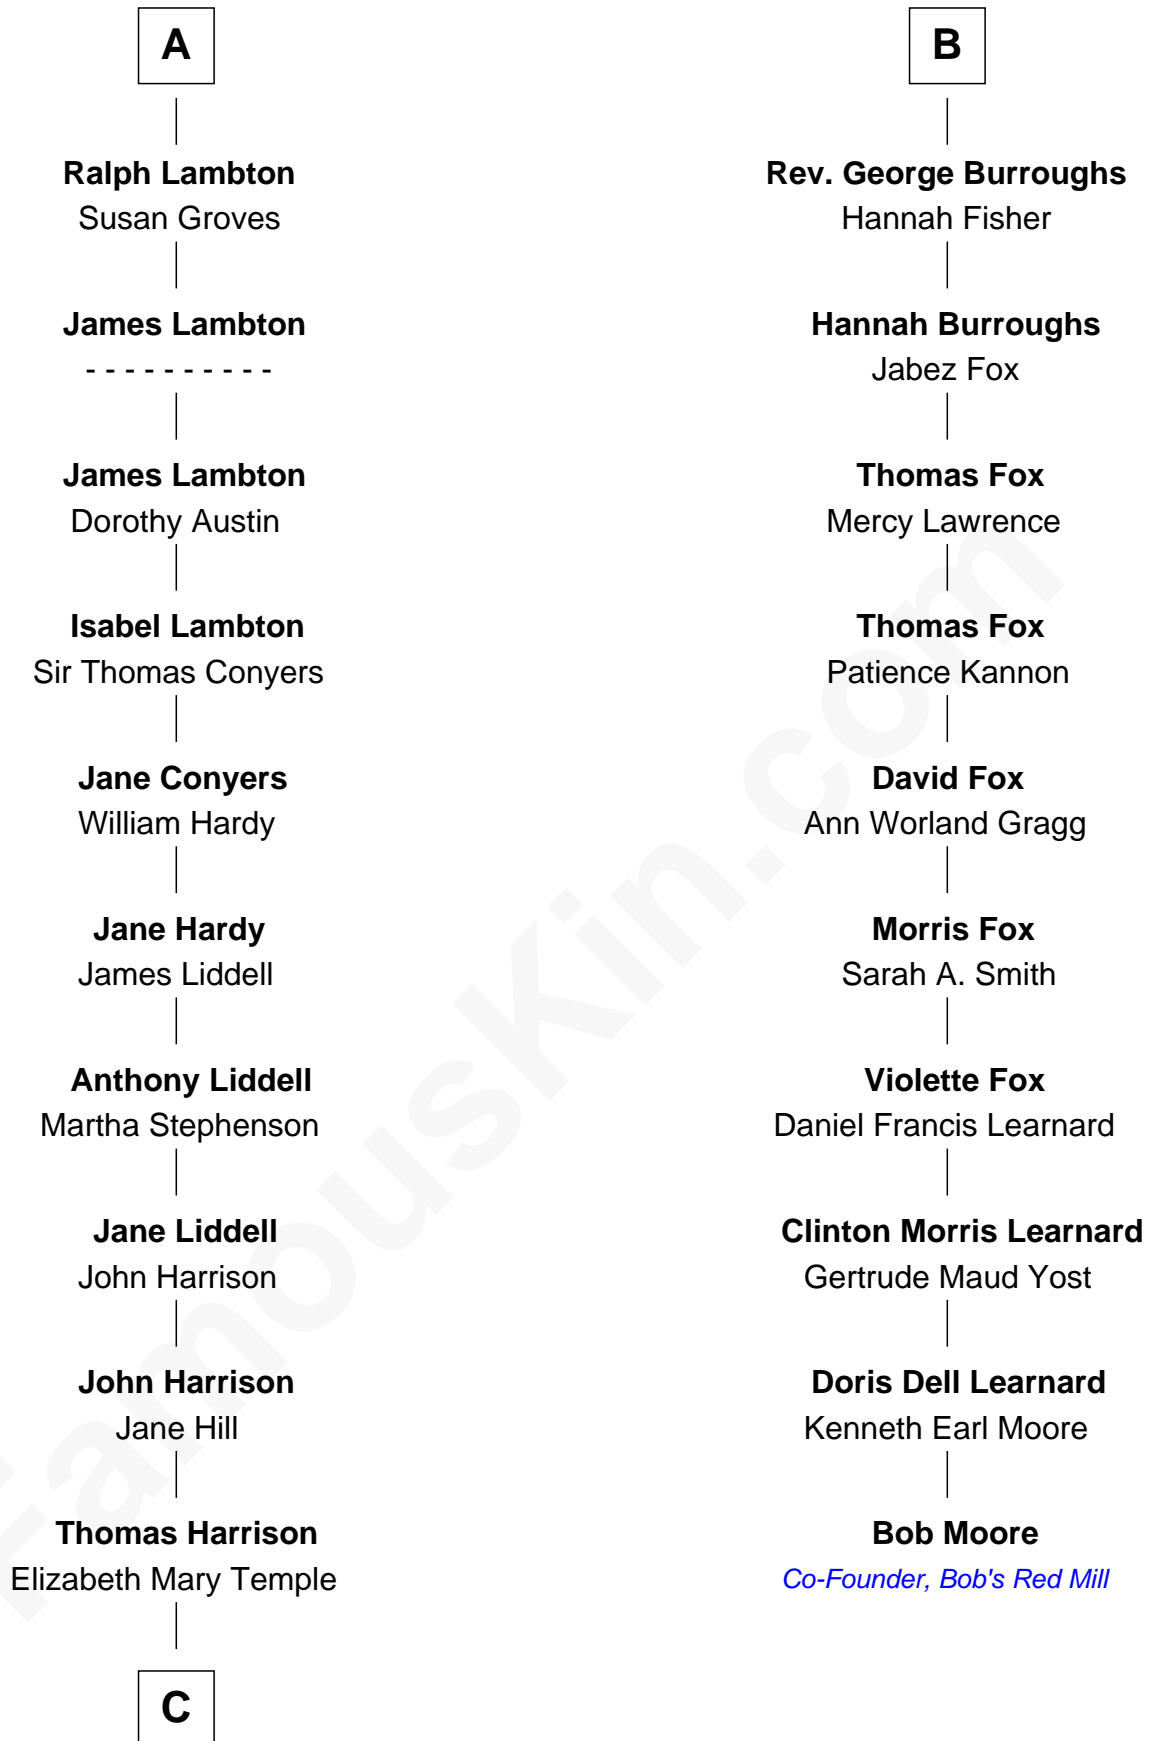 A
Ralph Lambton
Susan Groves
James Lambton
- - - - - - - - - -
James Lambton
Dorothy Austin
Isabel Lambton
Sir Thomas Conyers
Jane Conyers
William Hardy
Jane Hardy
James Liddell
Anthony Liddell
Martha Stephenson
Jane Liddell
John Harrison
John Harrison
Jane Hill
Thomas Harrison
Elizabeth Mary Temple
C
B
Rev. George Burroughs
Hannah Fisher
Hannah Burroughs
Jabez Fox
Thomas Fox
Mercy Lawrence
Thomas Fox
Patience Kannon
David Fox
Ann Worland Gragg
Morris Fox
Sarah A. Smith
Violette Fox
Daniel Francis Learnard
Clinton Morris Learnard
Gertrude Maud Yost
Doris Dell Learnard
Kenneth Earl Moore
Bob Moore
Co-Founder, Bob's Red Mill
FamousKin.com